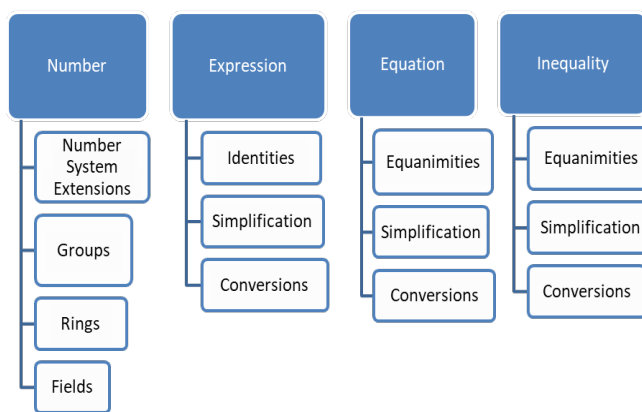 Number
Number
System
Extensions
Groups
Rings
Fields
Expression
Identities
Simplification
Conversions
Equation
Equanimities
Simplification
Conversions
Inequality
Equanimities
Simplification
Conversions